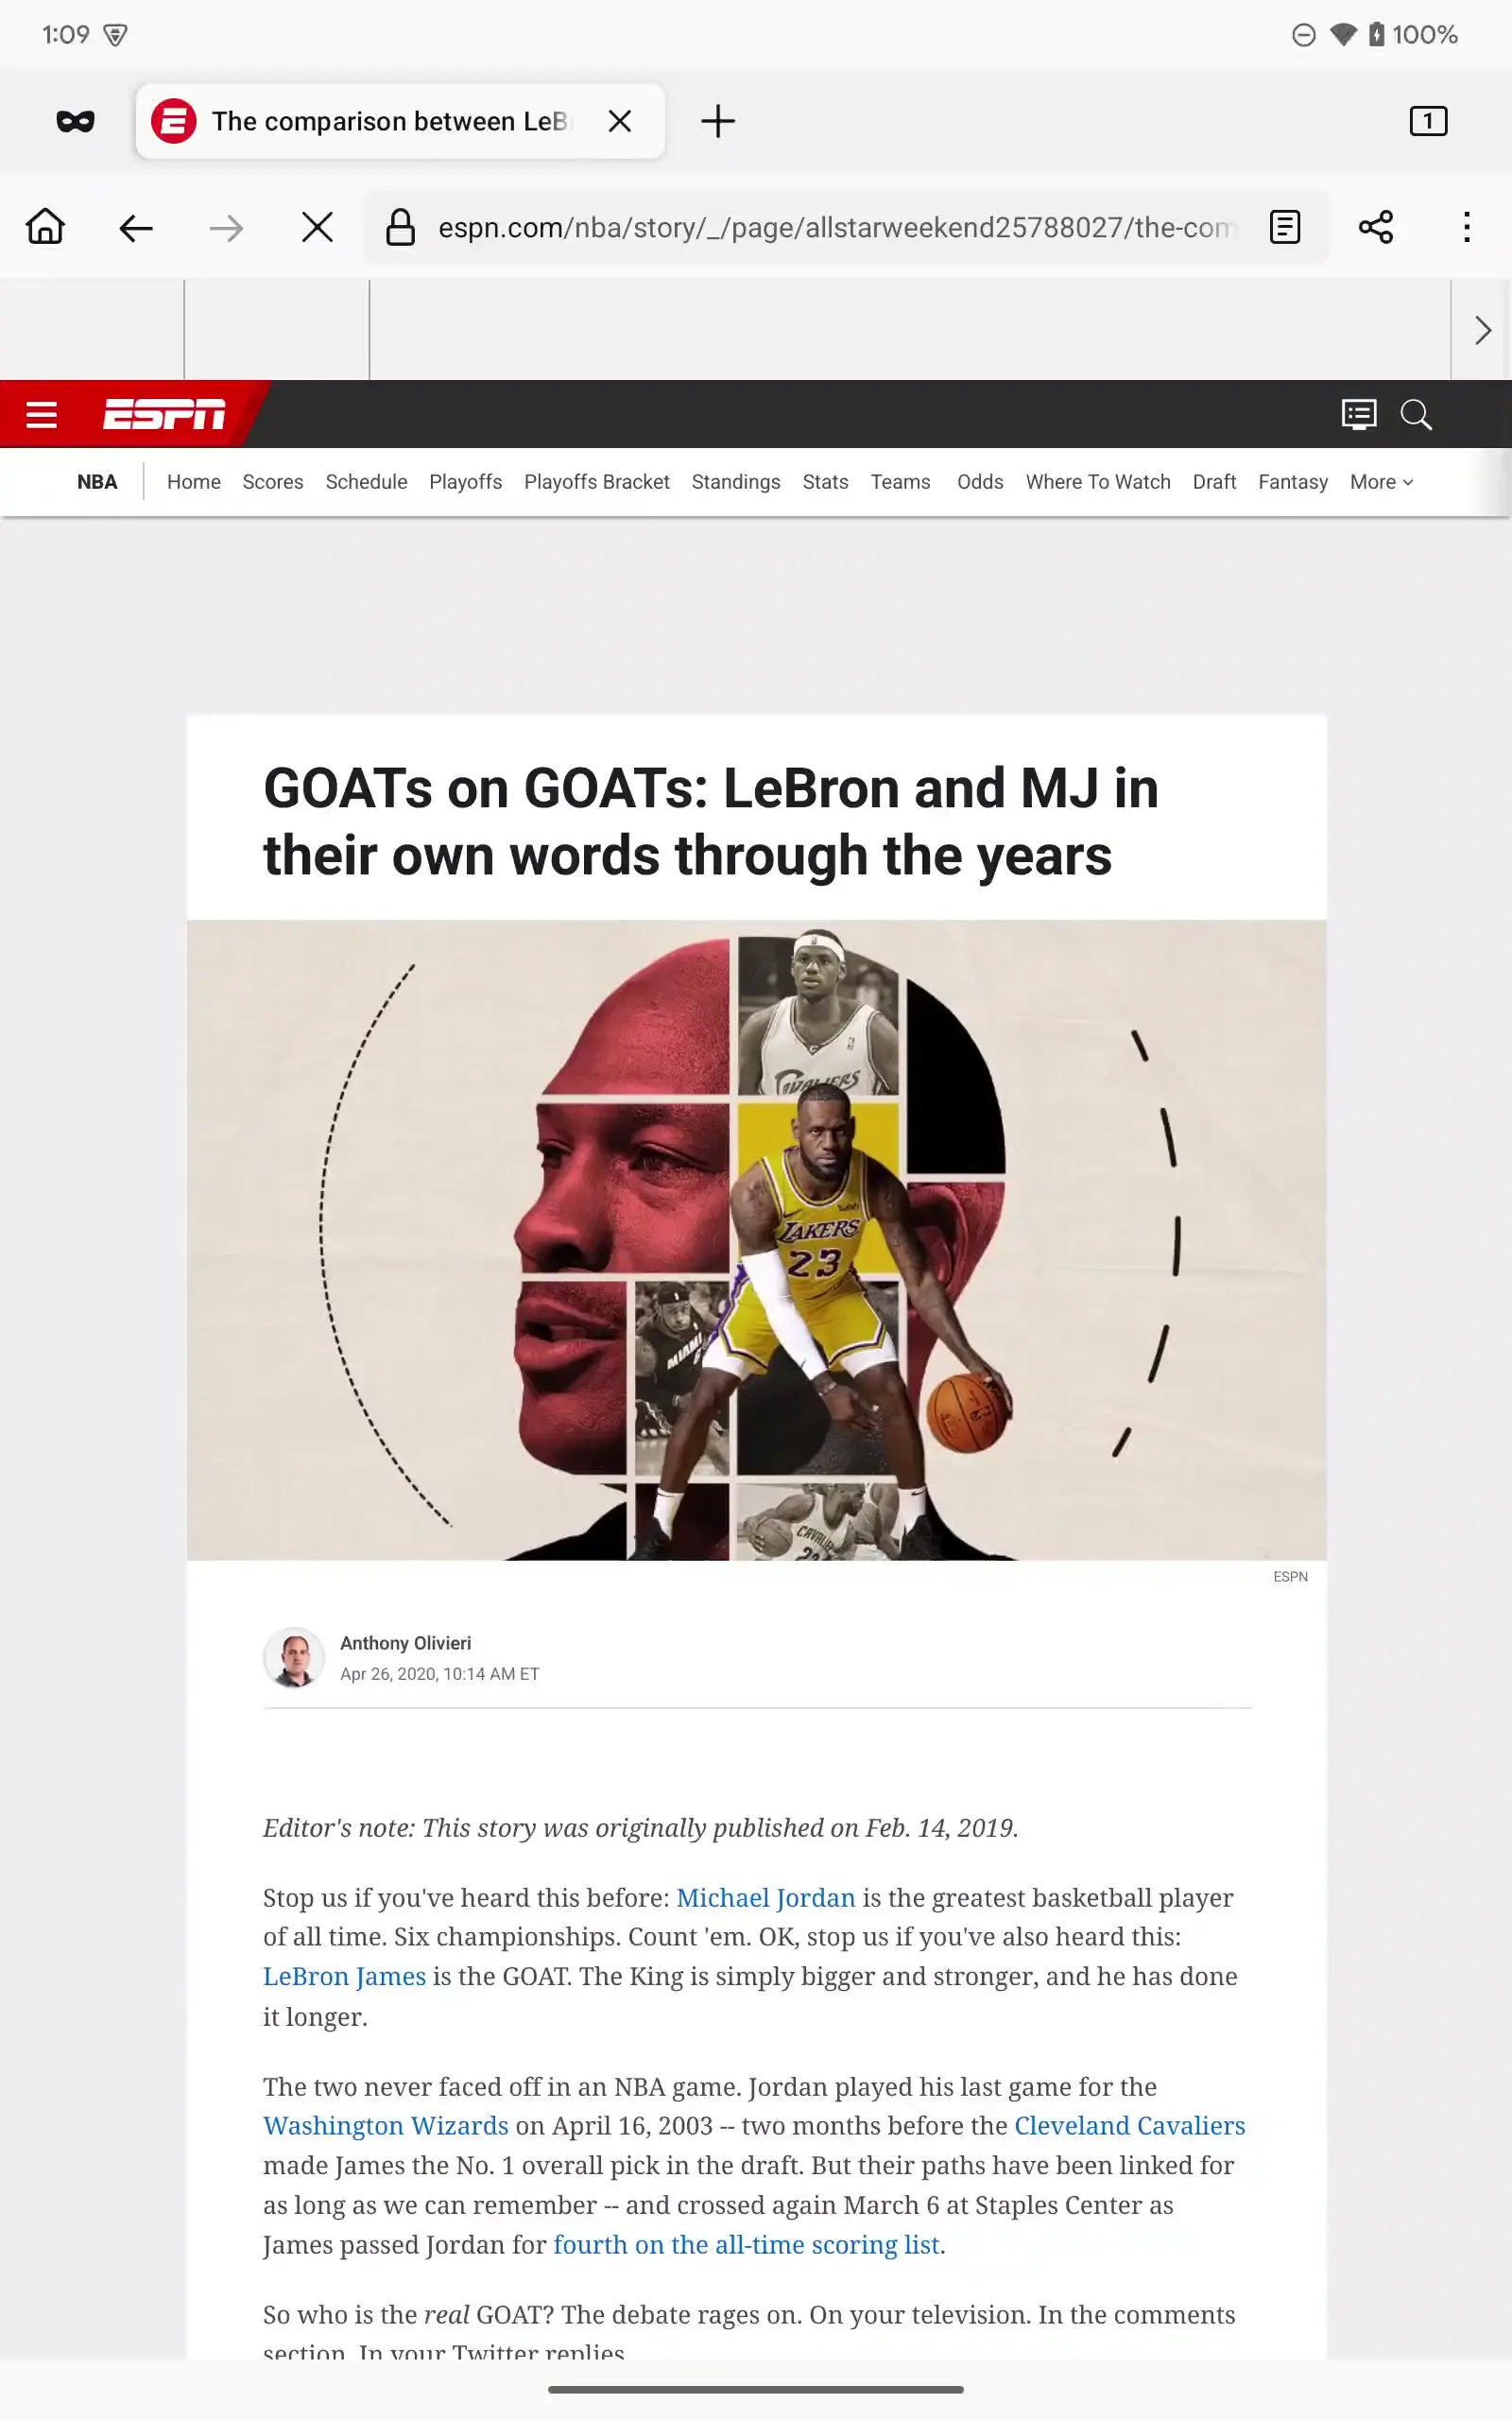 1:09
100%
The comparison between LeB
1
espn.com/nba/story/_/page/allstarweekend25788027/the-com
ESPN
NBA Home Scores Schedule Playoffs Playoffs Bracket Standings Stats Teams Odds Where To Watch Draft Fantasy More
GOATs on GOATs: LeBron and MJ in
their own words through the years
CAVALIERS
LAKERS
23
MIAMI
ESPN
Anthony Olivieri
Apr 26, 2020, 10:14 AM ET
Editor's note: This story was originally published on Feb. 14, 2019.
Stop us if you've heard this before: Michael Jordan is the greatest basketball player
of all time. Six championships. Count 'em. OK, stop us if you've also heard this:
LeBron James is the GOAT. The King is simply bigger and stronger, and he has done
it longer.
The two never faced off in an NBA game. Jordan played his last game for the
Washington Wizards on April 16, 2003 -- two months before the Cleveland Cavaliers
made James the No. 1 overall pick in the draft. But their paths have been linked for
as long as we can remember -- and crossed again March 6 at Staples Center as
James passed Jordan for fourth on the all-time scoring list.
So who is the real GOAT? The debate rages on. On your television. In the comments
section. In your Twitter replies